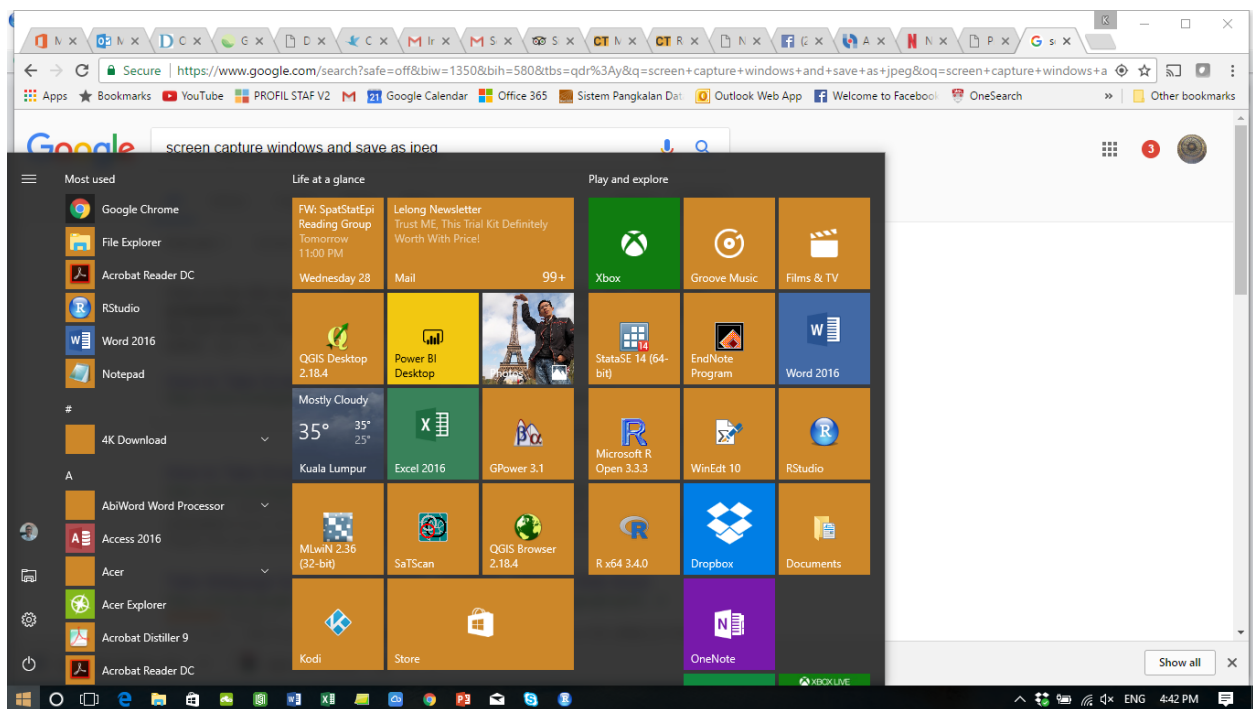 K
M
M
D C
G
D
C
Ir
S
S
CT N
CT R
N
A
N
P
G
Secure | https://www.google.com/search?safe=off&biw=1350&bih=580&tbs=qdr%3Ay&q=screen+capture+windows+and+save+as+jpeg&oq=screen+capture+windows+a
Apps Bookmarks YouTube PROFIL STAF V2 21 Google Calendar Office 365 Sistem Pangkalan Dat Outlook Web App Welcome to Facebook OneSearch » Other bookmarks
Google screen capture windows and save as jpeg 3
Most used
Google Chrome
File Explorer
Acrobat Reader DC
RStudio
Word 2016
Notepad
#
4K Download
A
AbiWord Word Processor
Access 2016
Acer
Acer Explorer
Acrobat Distiller 9
Acrobat Reader DC
Life at a glance
FW: SpatStatEpi
Reading Group
Tomorrow
11:00 PM
Wednesday 28
Lelong Newsletter
Trust ME, This Trial Kit Definitely
Worth With Price!
Mail 99+
QGIS Desktop
2.18.4
Power BI
Desktop
Photos
Mostly Cloudy
35° 35°
25°
Kuala Lumpur
Excel 2016
βα
GPower 3.1
MLwiN 2.36
(32-bit)
SaTScan
QGIS Browser
2.18.4
Kodi
Store
Play and explore
Xbox
Groove Music
Films & TV
14
StataSE 14 (64-
bit)
EndNote
Program
Word 2016
Microsoft R
Open 3.3.3
WinEdt 10
RStudio
R x64 3.4.0
Dropbox
Documents
OneNote
XBOX LIVE
Show all
ENG 4:42 PM